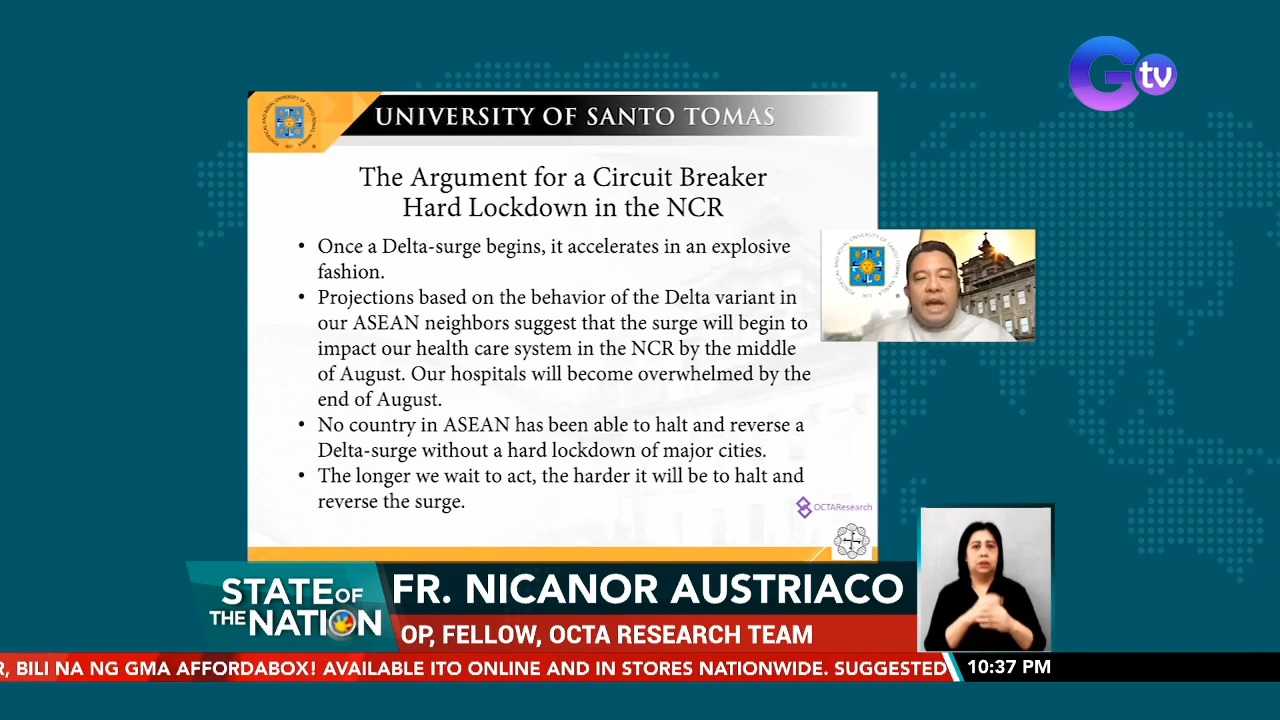 G tv
UNIVERSITY OF SANTO TOMAS
The Argument for a Circuit Breaker
Hard Lockdown in the NCR
• Once a Delta-surge begins, it accelerates in an explosive
fashion.
• Projections based on the behavior of the Delta variant in
our ASEAN neighbors suggest that the surge will begin to
impact our health care system in the NCR by the middle
of August. Our hospitals will become overwhelmed by the
end of August.
• No country in ASEAN has been able to halt and reverse a
Delta-surge without a hard lockdown of major cities.
• The longer we wait to act, the harder it will be to halt and
reverse the surge.
OCTAResearch
STATE OF
THE NATION
FR. NICANOR AUSTRIACO
OP, FELLOW, OCTA RESEARCH TEAM
R, BILI NA NG GMA AFFORDABOX! AVAILABLE ITO ONLINE AND IN STORES NATIONWIDE. SUGGESTED
10:37 PM